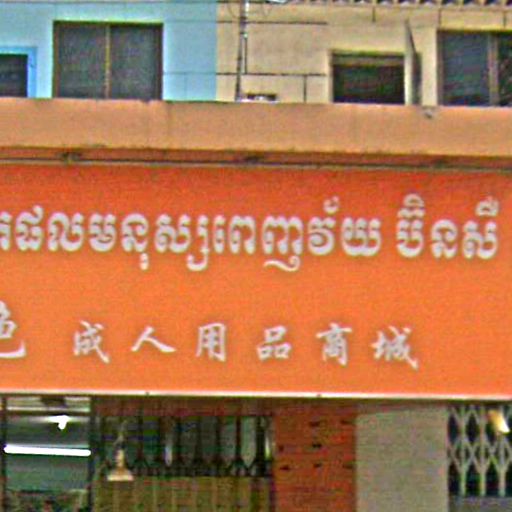 ផលមនុស្សពេញវ័យ ប៊ិនសឺ
色 成人用品商城